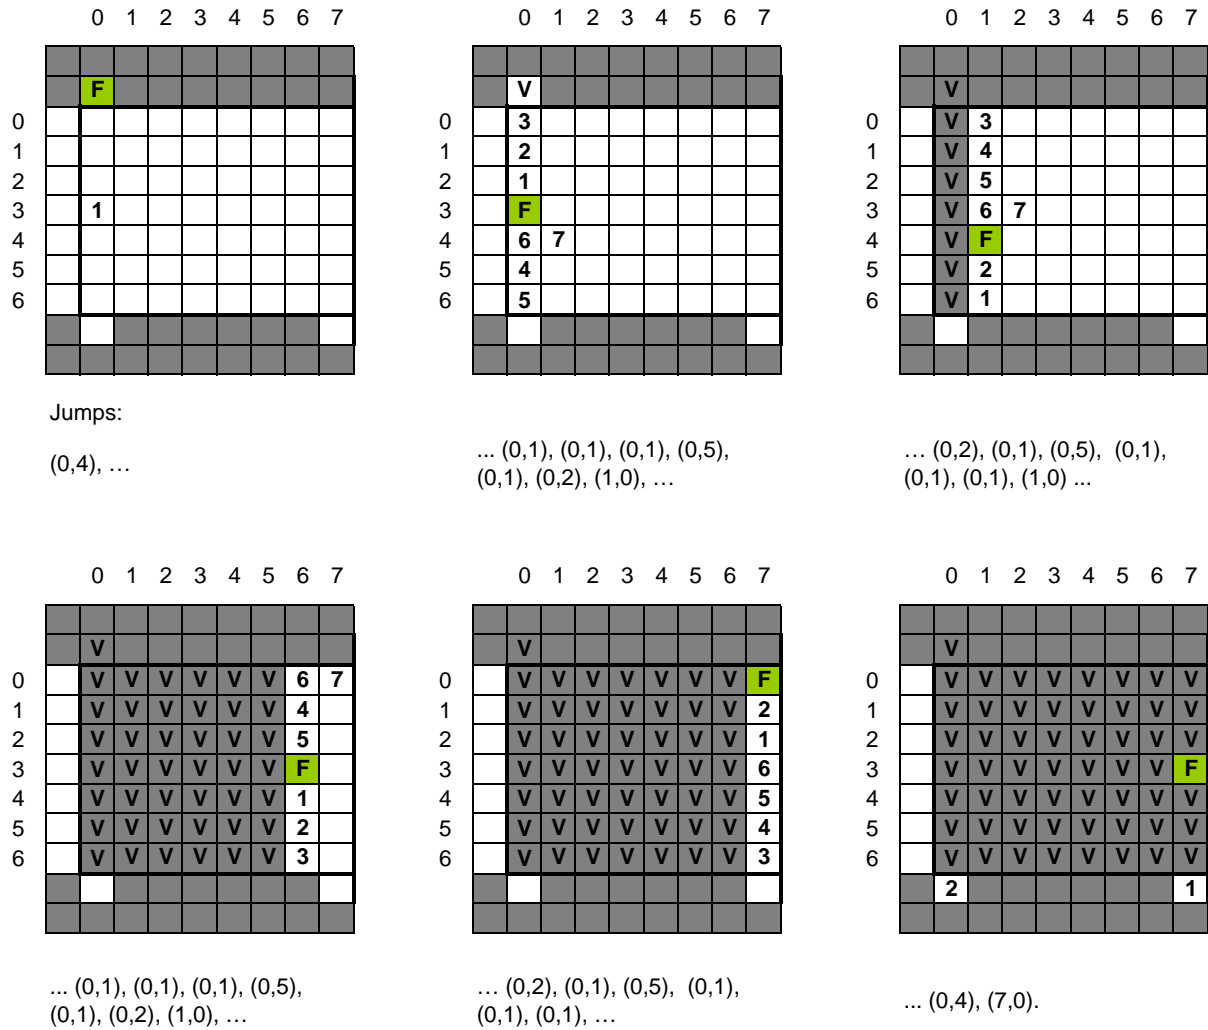 0 1 2 3 4 5 6 7
F
0
1
2
3 1
4
5
6
Jumps:
(0,4), …
0 1 2 3 4 5 6 7
V
0 3
1 2
2 1
3 F
4 6 7
5 4
6 5
... (0,1), (0,1), (0,1), (0,5),
(0,1), (0,2), (1,0), …
0 1 2 3 4 5 6 7
V
0 V 3
1 V 4
2 V 5
3 V 6 7
4 V F
5 V 2
6 V 1
… (0,2), (0,1), (0,5), (0,1),
(0,1), (0,1), (1,0) ...
0 1 2 3 4 5 6 7
V
0 V V V V V V 6 7
1 V V V V V V 4
2 V V V V V V 5
3 V V V V V V F
4 V V V V V V 1
5 V V V V V V 2
6 V V V V V V 3
... (0,1), (0,1), (0,1), (0,5),
(0,1), (0,2), (1,0), …
0 1 2 3 4 5 6 7
V
0 V V V V V V V F
1 V V V V V V V 2
2 V V V V V V V 1
3 V V V V V V V 6
4 V V V V V V V 5
5 V V V V V V V 4
6 V V V V V V V 3
… (0,2), (0,1), (0,5), (0,1),
(0,1), (0,1), …
0 1 2 3 4 5 6 7
V
0 V V V V V V V V
1 V V V V V V V V
2 V V V V V V V V
3 V V V V V V V F
4 V V V V V V V V
5 V V V V V V V V
6 V V V V V V V V
2 1
... (0,4), (7,0).